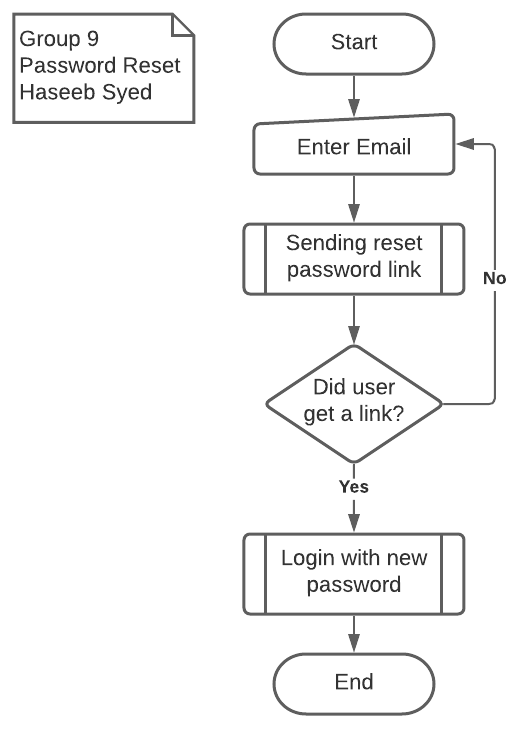 Group 9
Password Reset
Haseeb Syed
Start
Enter Email
Sending reset
password link
No
Did user
get a link?
Yes
Login with new
password
End